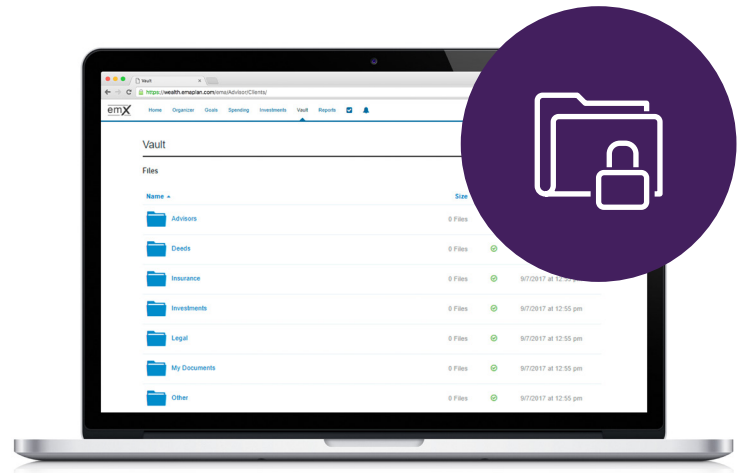 Vault
https://wealth.emaplan.com/ema/Advisor/Clients/
emX Home Organizer Goals Spending Investments Vault Reports
Vault
Files
Name Size
Advisors 0 Files
Deeds 0 Files
Insurance 0 Files 9/7/2017 at 12:55 pm
Investments 0 Files 9/7/2017 at 12:55 pm
Legal 0 Files 9/7/2017 at 12:55 pm
My Documents 0 Files 9/7/2017 at 12:55 pm
Other 0 Files 9/7/2017 at 12:55 pm